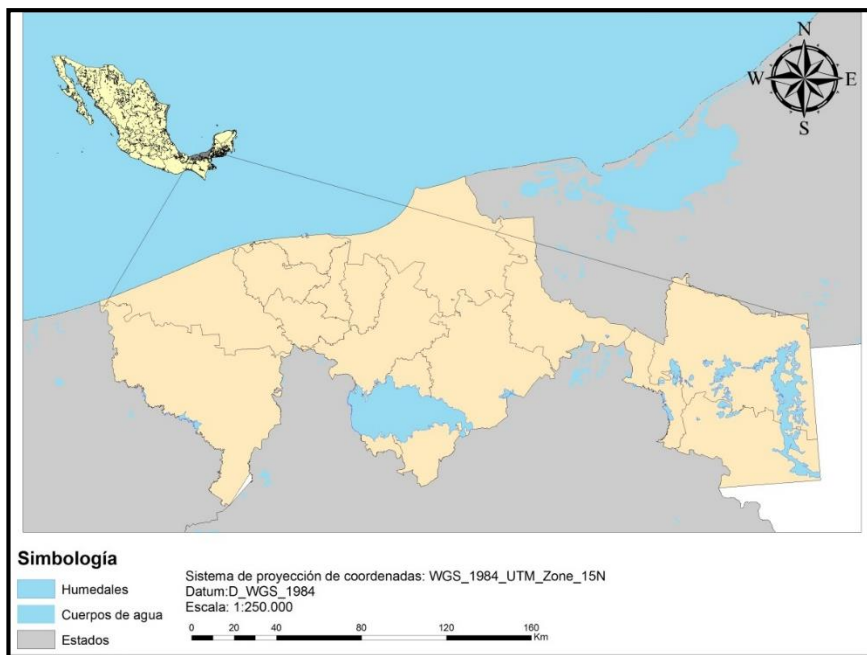 N
W E
S
Simbología
Humedales
Cuerpos de agua
Estados
Sistema de proyección de coordenadas: WGS_1984_UTM_Zone_15N
Datum:D_WGS_1984
Escala: 1:250.000
0 20 40 80 120 160
Km